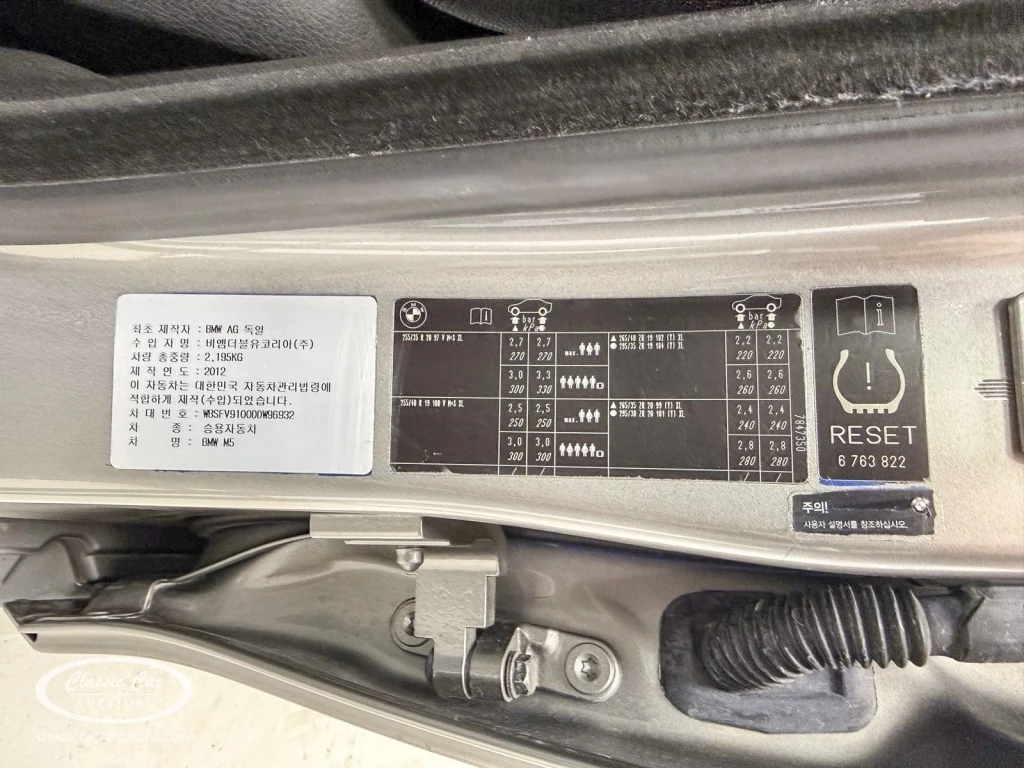 최초 제작자 : BMW AG 독일
수 입 자 명 : 비엠더블유코리아(주)
차량 총중량 : 2,195KG
제 작 연 도 : 2012
이 자동차는 대한민국 자동차관리법령에
적합하게 제작(수입)되었습니다.
차 대 번 호 : WBSFV9100DDW96932
차 종 : 승용자동차
차 명 : BMW M5
BMW
bar
kPa
255/35 R 20 97 V M+S XL
2,7 2,7
270 270
max.
3,0 3,3
300 330
255/40 R 19 100 V M+S XL
2,5 2,5
250 250
3,0 3,0
300 300
bar
kPa
265/40 ZR 19 102 (Y) XL
295/35 ZR 19 104 (Y) XL
2,2 2,2
220 220
2,6 2,6
260 260
max.
265/35 ZR 20 99 (Y) XL
295/30 ZR 20 101 (Y) XL
2,4 2,4
240 240
2,8 2,8
280 280
7847350
i
!
RESET
6 763 822
주의!
사용자 설명서를 참조하십시오.
Classic Car
AUCTIONS
classiccarauctions.com